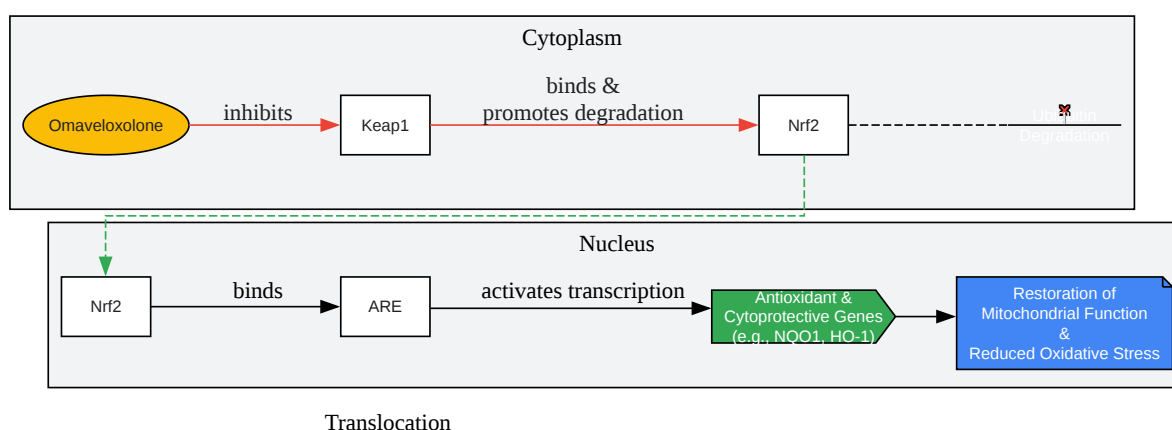 Cytoplasm
Omaveloxolone
inhibits
Keap1
binds &
promotes degradation
Nrf2
Ubiquitin
Degradation
Nucleus
Nrf2
binds
ARE
activates transcription
Antioxidant &
Cytoprotective Genes
(e.g., NQO1, HO-1)
Restoration of
Mitochondrial Function
&
Reduced Oxidative Stress
Translocation